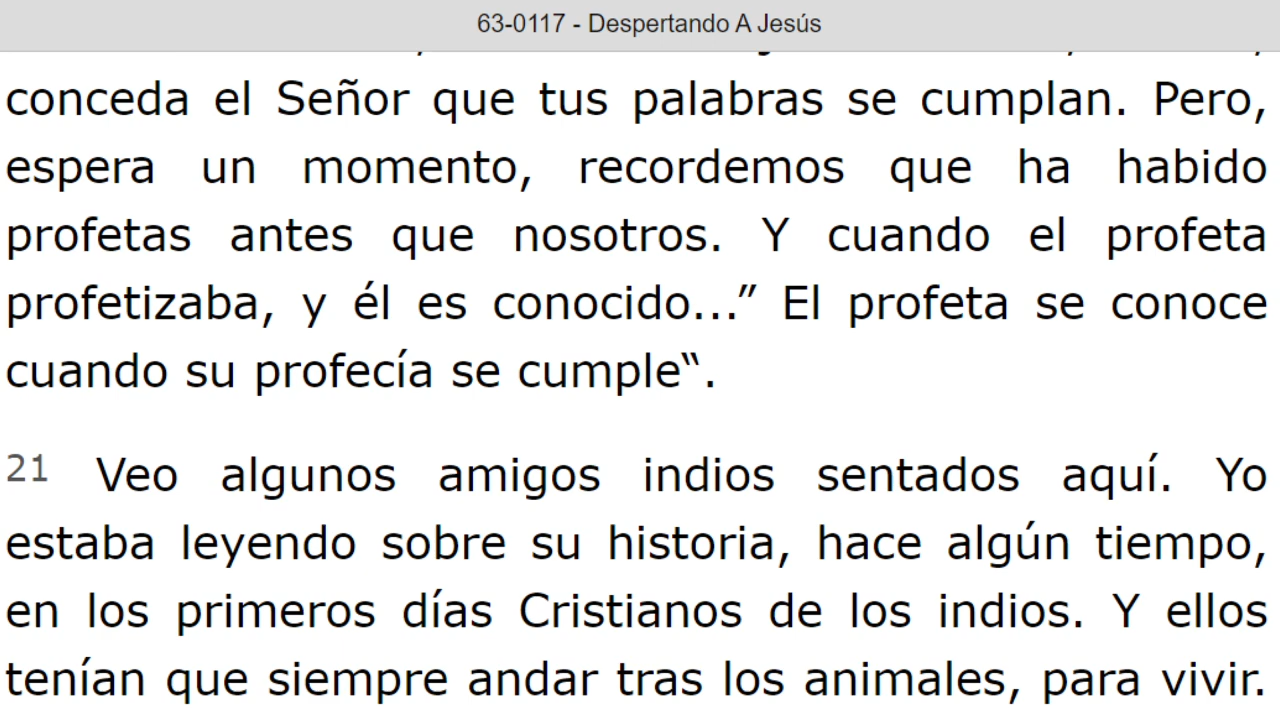 63-0117 - Despertando A Jesús
conceda el Señor que tus palabras se cumplan. Pero,
espera un momento, recordemos que ha habido
profetas antes que nosotros. Y cuando el profeta
profetizaba, y él es conocido...” El profeta se conoce
cuando su profecía se cumple“.
21 Veo algunos amigos indios sentados aquí. Yo
estaba leyendo sobre su historia, hace algún tiempo,
en los primeros días Cristianos de los indios. Y ellos
tenían que siempre andar tras los animales, para vivir.